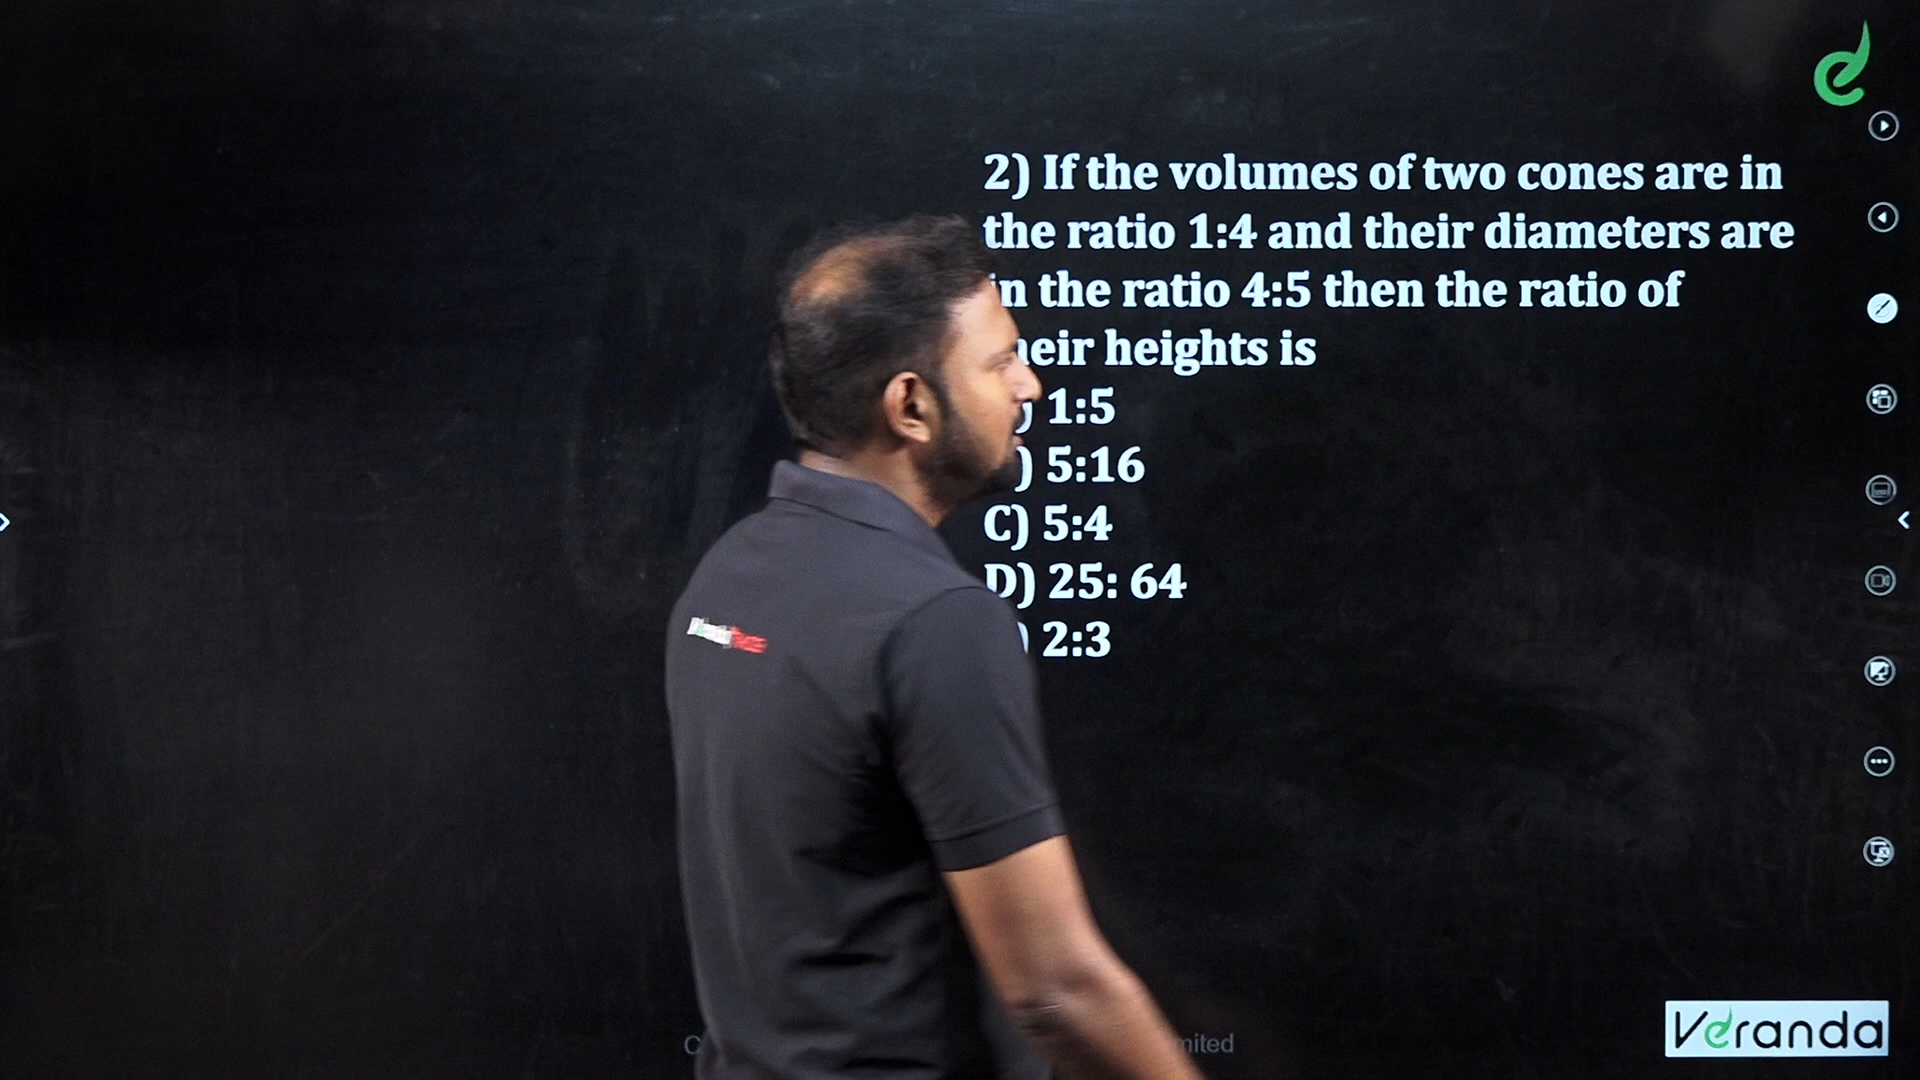 2) If the volumes of two cones are in
the ratio 1:4 and their diameters are
in the ratio 4:5 then the ratio of
heir heights is
) 1:5
) 5:16
C) 5:4
D) 25: 64
) 2:3
Veranda